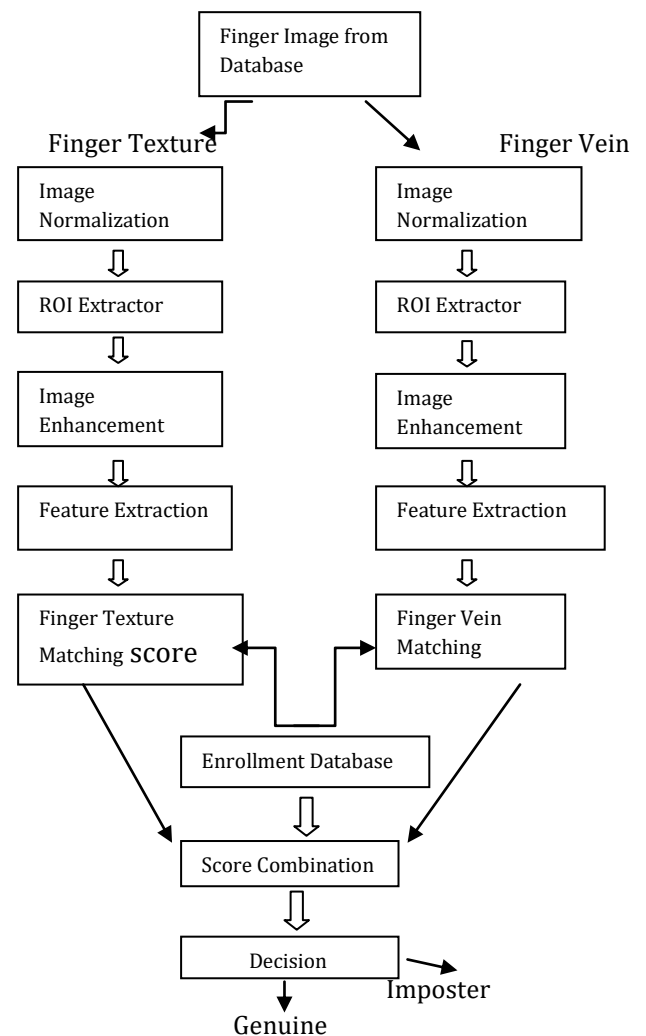 Finger Image from
Database
Finger Texture
Image
Normalization
ROI Extractor
Image
Enhancement
Feature Extraction
Finger Texture
Matching score
Finger Vein
Image
Normalization
ROI Extractor
Image
Enhancement
Feature Extraction
Finger Vein
Matching
Enrollment Database
Score Combination
Decision
Imposter
Genuine